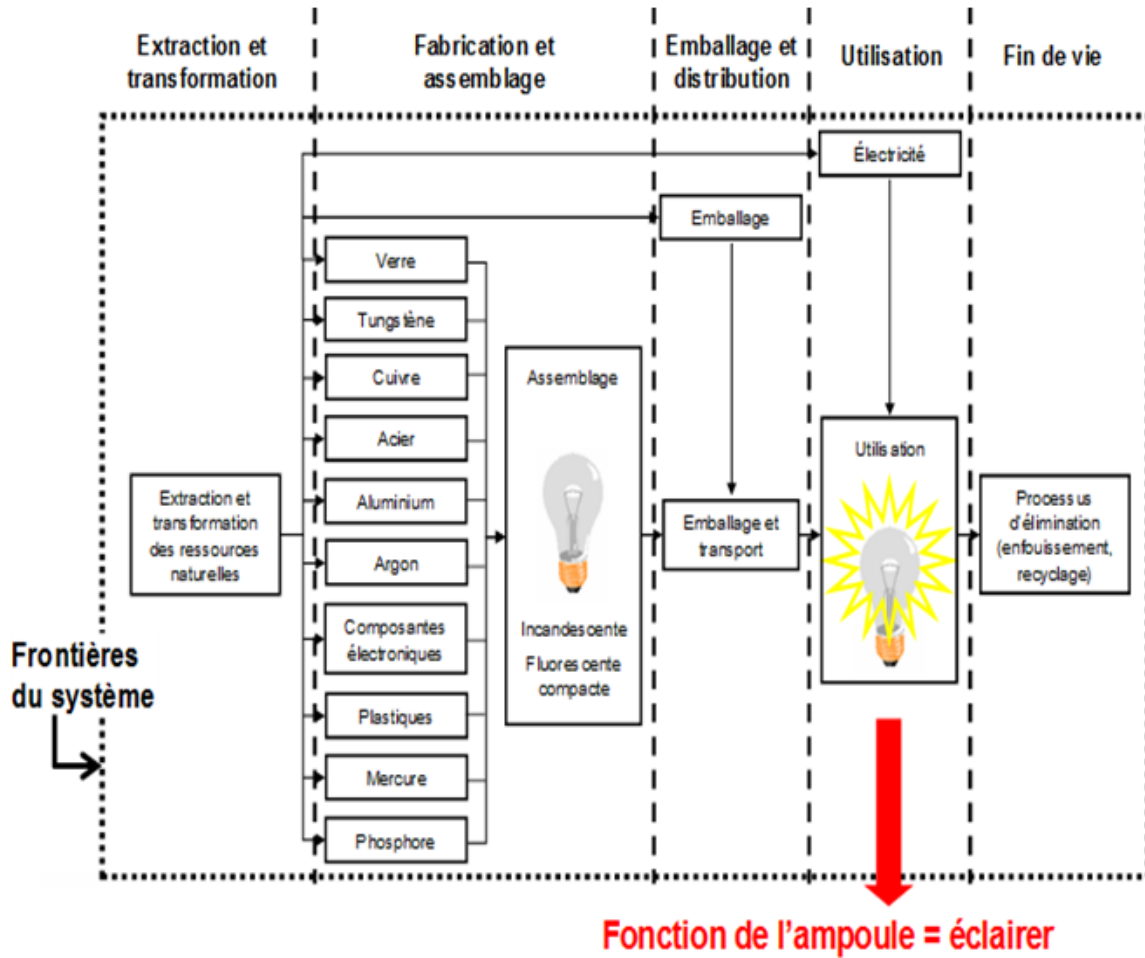 Extraction et
transformation
Fabrication et
assemblage
Emballage et
distribution
Utilisation
Fin de vie
Électricité
Emballage
Verre
Tungstène
Cuivre
Acier
Aluminium
Argon
Composantes
électroniques
Plastiques
Mercure
Phosphore
Extraction et
transformation
des ressources
naturelles
Assemblage
Incandescente
Fluorescente
compacte
Emballage et
transport
Utilisation
Processus
d'élimination
(enfouissement,
recyclage)
Frontières
du système
Fonction de l'ampoule = éclairer